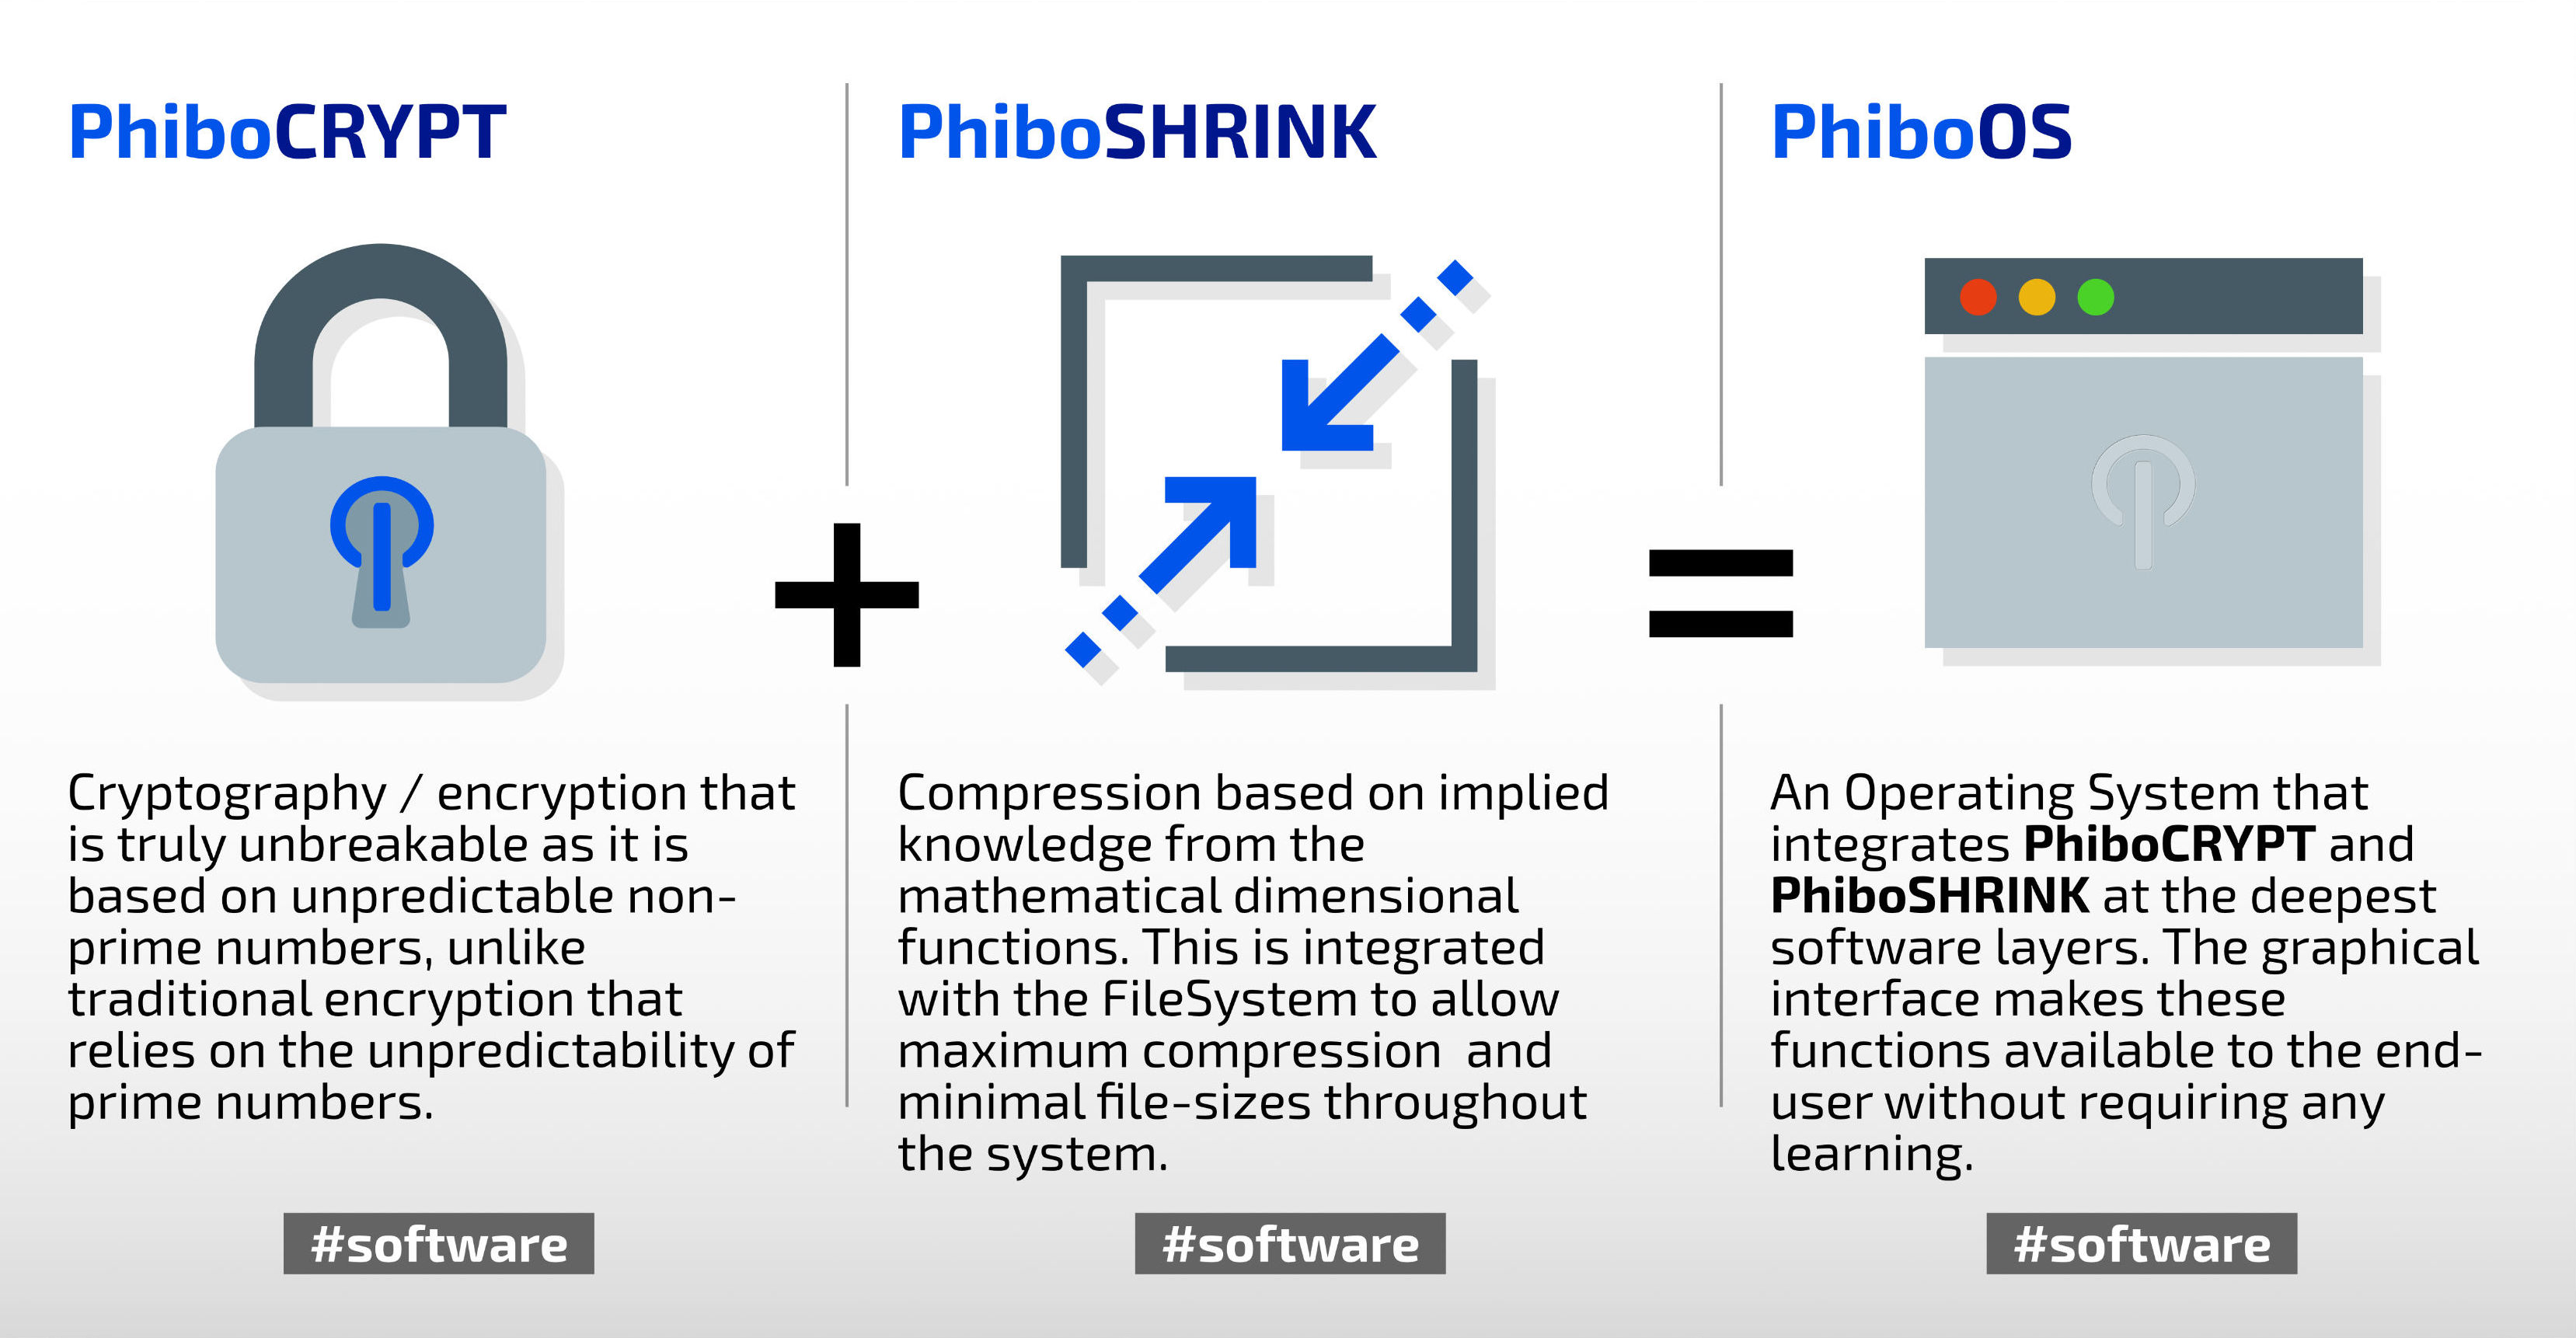 PhiboCRYPT
Cryptography / encryption that
is truly unbreakable as it is
based on unpredictable non-
prime numbers, unlike
traditional encryption that
relies on the unpredictability of
prime numbers.
#software
+
PhiboSHRINK
Compression based on implied
knowledge from the
mathematical dimensional
functions. This is integrated
with the FileSystem to allow
maximum compression  and
minimal file-sizes throughout
the system.
#software
=
PhiboOS
An Operating System that
integrates PhiboCRYPT and
PhiboSHRINK at the deepest
software layers. The graphical
interface makes these
functions available to the end-
user without requiring any
learning.
#software